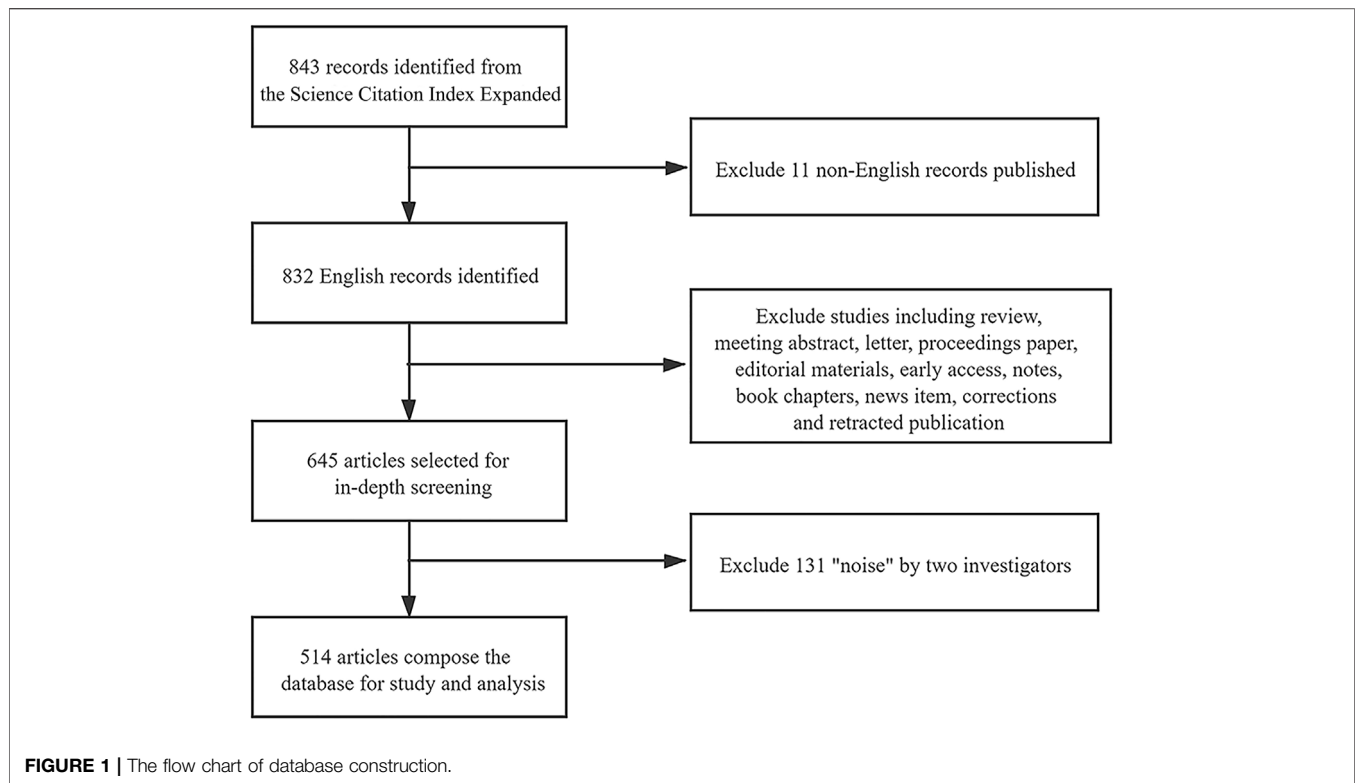 843 records identified from
the Science Citation Index Expanded
Exclude 11 non-English records published
832 English records identified
Exclude studies including review,
meeting abstract, letter, proceedings paper,
editorial materials, early access, notes,
book chapters, news item, corrections
and retracted publication
645 articles selected for
in-depth screening
Exclude 131 "noise" by two investigators
514 articles compose the
database for study and analysis
FIGURE 1 | The flow chart of database construction.